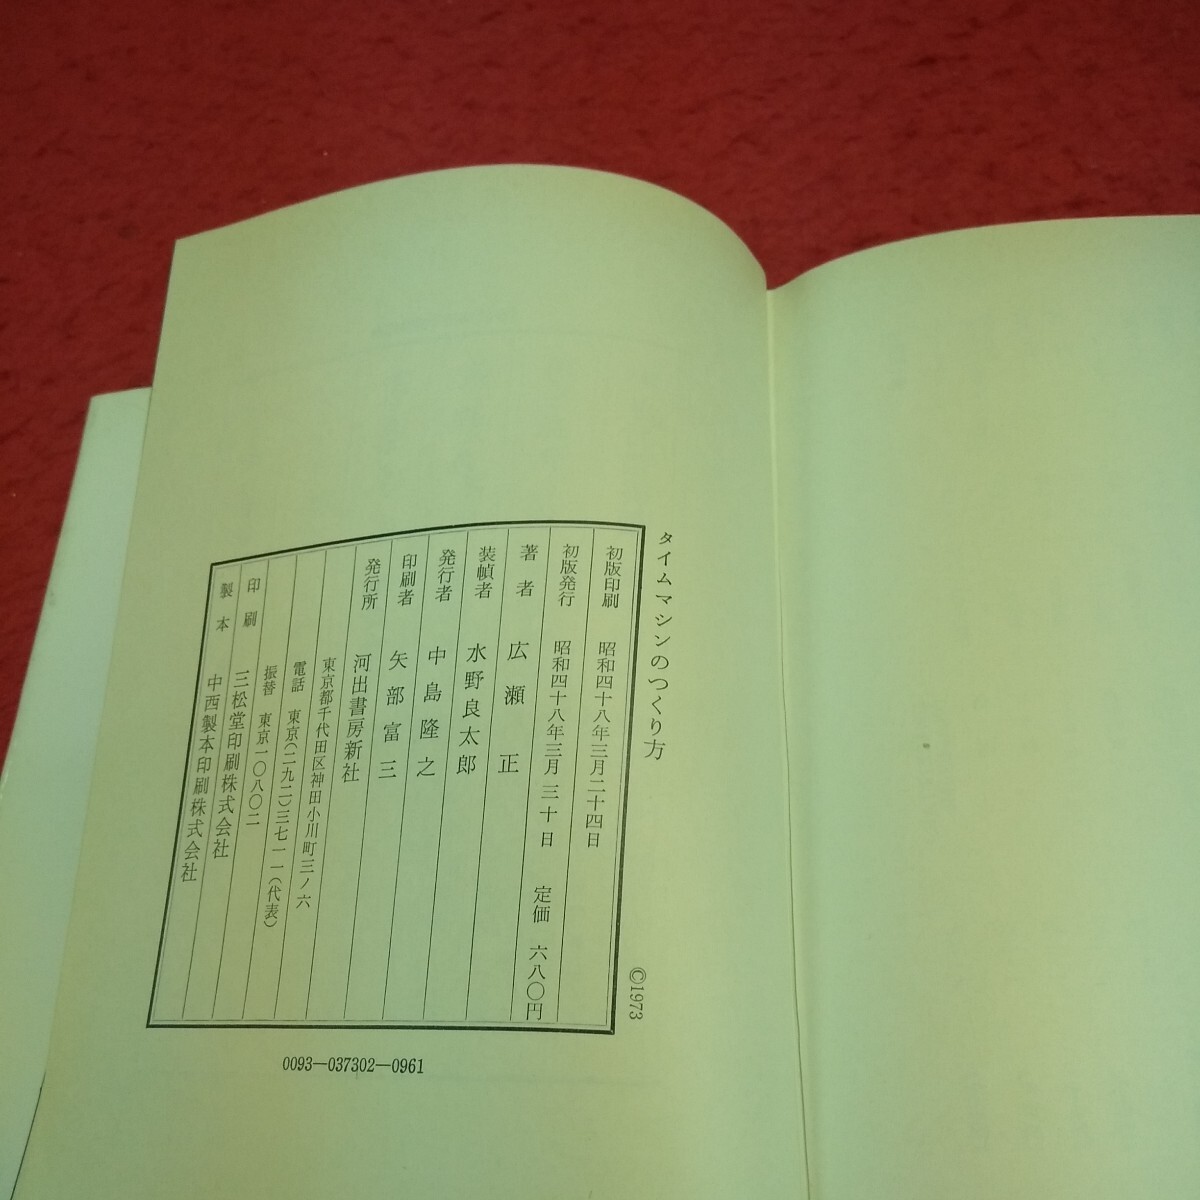 タイムマシンのつくり方
©1973
初版印刷 昭和四十八年三月二十四日
初版発行 昭和四十八年三月三十日 定価 六八〇円
著者 広瀬正
装幀者 水野良太郎
発行者 中島隆之
印刷者 矢部富三
発行所 河出書房新社
東京都千代田区神田小川町三ノ六
電話 東京(二九二)三七一一(代表)
振替 東京一〇八〇二
印刷 三松堂印刷株式会社
製本 中西製本印刷株式会社
0093—037302—0961